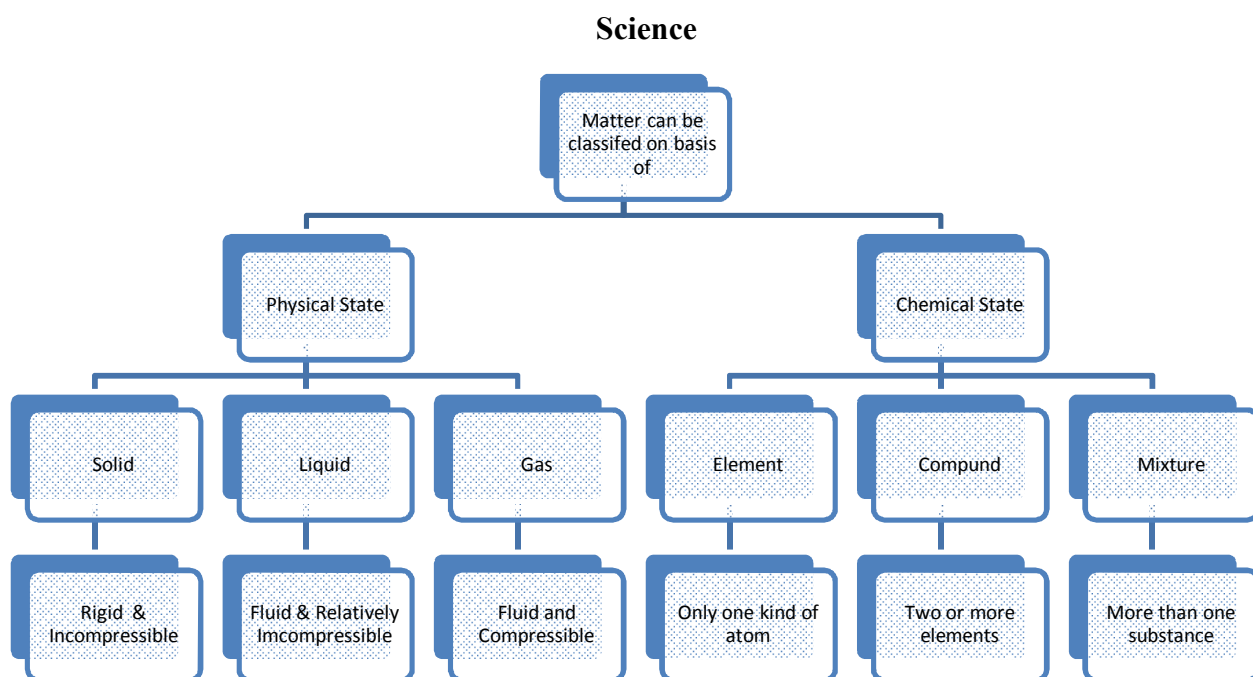 Science
Matter can be
classifed on basis
of
Physical State
Chemical State
Solid
Liquid
Gas
Element
Compund
Mixture
Rigid &
Incompressible
Fluid & Relatively
Imcompressible
Fluid and
Compressible
Only one kind of
atom
Two or more
elements
More than one
substance